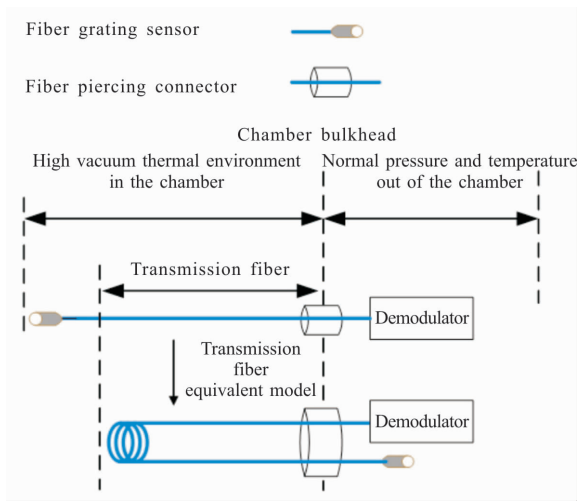 Fiber grating sensor
Fiber piercing connector
Chamber bulkhead
High vacuum thermal environment
in the chamber
Normal pressure and temperature
out of the chamber
Transmission fiber
Demodulator
Transmission
fiber
equivalent model
Demodulator